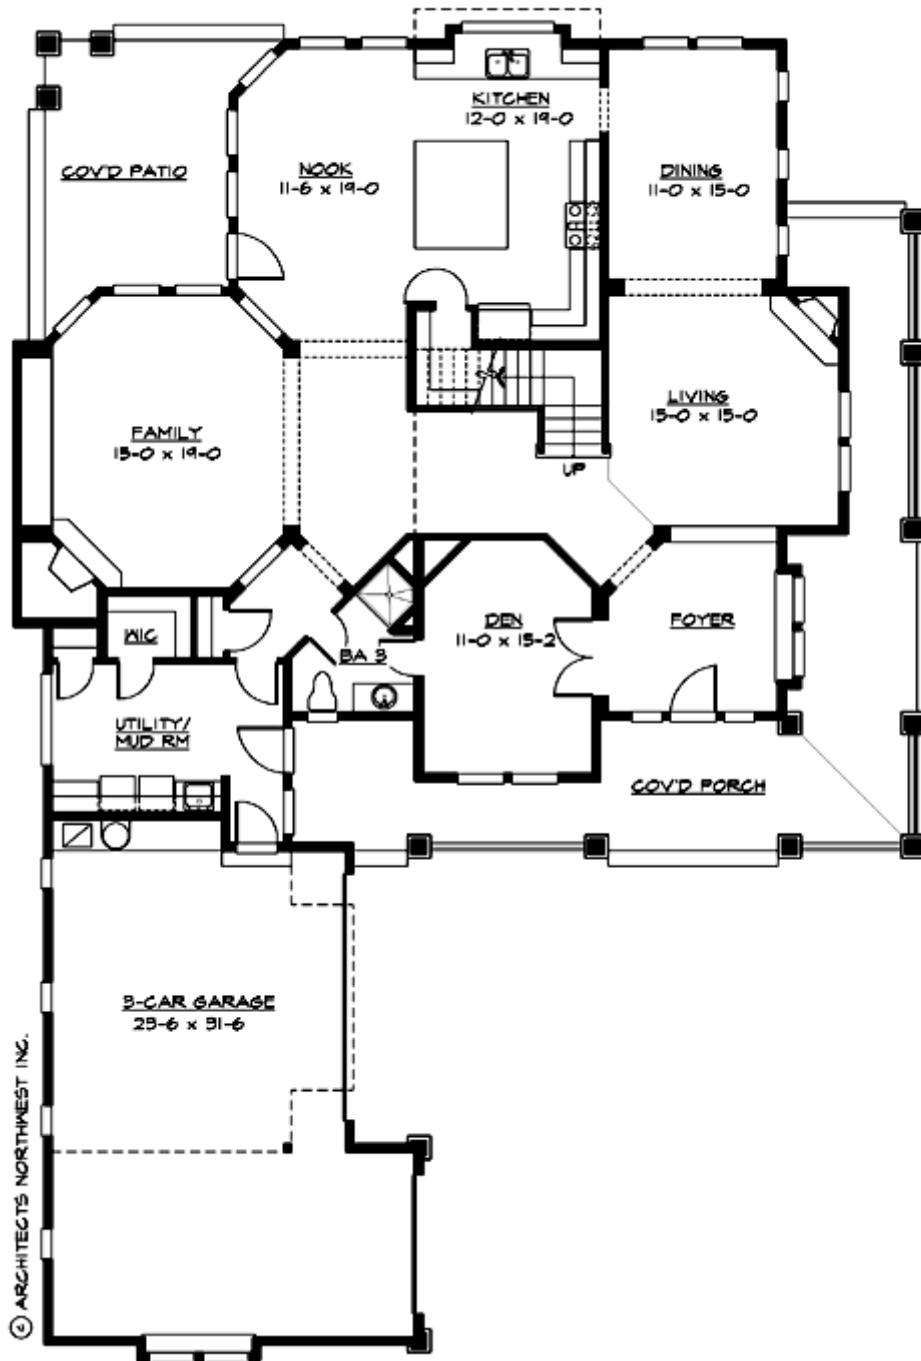 KITCHEN
12-0 x 19-0
COV'D PATIO
NOOK
11-6 x 19-0
DINING
11-0 x 15-0
LIVING
15-0 x 15-0
FAMILY
15-0 x 19-0
UP
WIC
DEN
11-0 x 15-2
FOYER
BA 3
UTILITY/
MUD RM
COV'D PORCH
3-CAR GARAGE
23-6 x 31-6
© ARCHITECTS NORTHWEST INC.